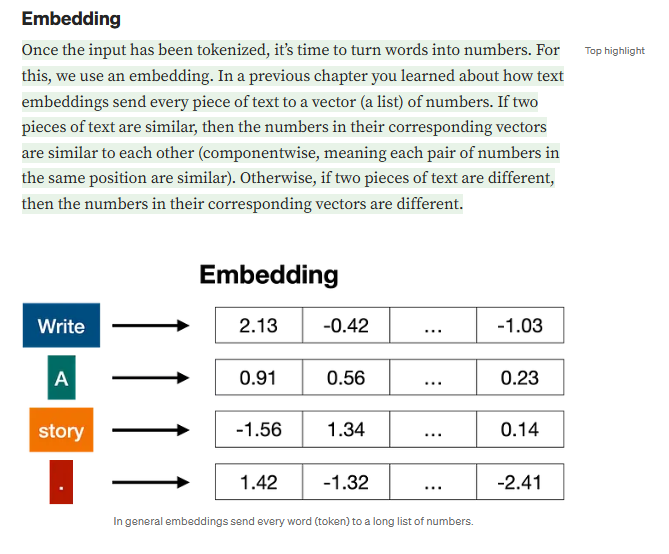 Embedding
Once the input has been tokenized, it’s time to turn words into numbers. For
Top highlight
this, we use an embedding. In a previous chapter you learned about how text
embeddings send every piece of text to a vector (a list) of numbers. If two
pieces of text are similar, then the numbers in their corresponding vectors
are similar to each other (componentwise, meaning each pair of numbers in
the same position are similar). Otherwise, if two pieces of text are different,
then the numbers in their corresponding vectors are different.
Embedding
Write 2.13 -0.42 ... -1.03
A 0.91 0.56 ... 0.23
story -1.56 1.34 ... 0.14
. 1.42 -1.32 ... -2.41
In general embeddings send every word (token) to a long list of numbers.